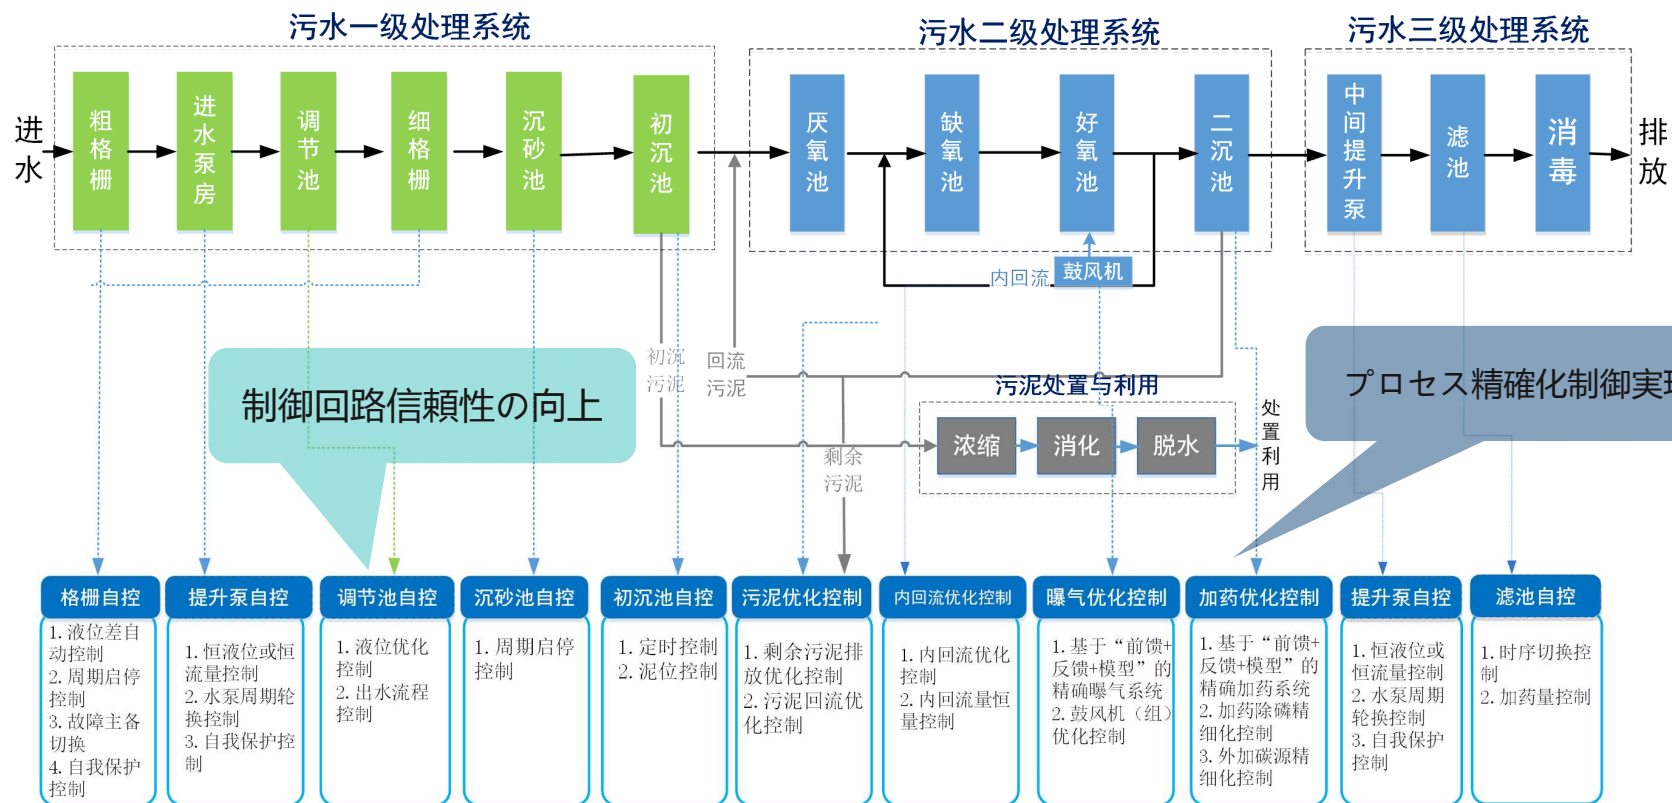 污水一级处理系统
污水二级处理系统
污水三级处理系统
进水
粗格栅
进水泵房
调节池
细格栅
沉砂池
初沉池
厌氧池
缺氧池
好氧池
二沉池
中间提升泵
滤池
消毒
排放
内回流
鼓风机
初沉
污泥
回流
污泥
制御回路信頼性の向上
プロセス精確化制御実
污泥处置与利用
浓缩
消化
脱水
处置利用
剩余
污泥
格栅自控
1. 液位差自
动控制
2. 周期启停
控制
3. 故障主备
切换
4. 自我保护
控制
提升泵自控
1. 恒液位或恒
流量控制
2. 水泵周期轮
换控制
3. 自我保护控
制
调节池自控
1. 液位优化
控制
2. 出水流程
控制
沉砂池自控
1. 周期启停
控制
初沉池自控
1. 定时控制
2. 泥位控制
污泥优化控制
1. 剩余污泥排
放优化控制
2. 污泥回流优
化控制
内回流优化控制
1. 内回流优化
控制
2. 内回流量恒
量控制
曝气优化控制
1. 基于“前馈+
反馈+模型”的
精确曝气系统
2. 鼓风机（组）
优化控制
加药优化控制
1. 基于“前馈+
反馈+模型”的
精确加药系统
2. 加药除磷精
细化控制
3. 外加碳源精
细化控制
提升泵自控
1. 恒液位或
恒流量控制
2. 水泵周期
轮换控制
3. 自我保护
控制
滤池自控
1. 时序切换控
制
2. 加药量控制